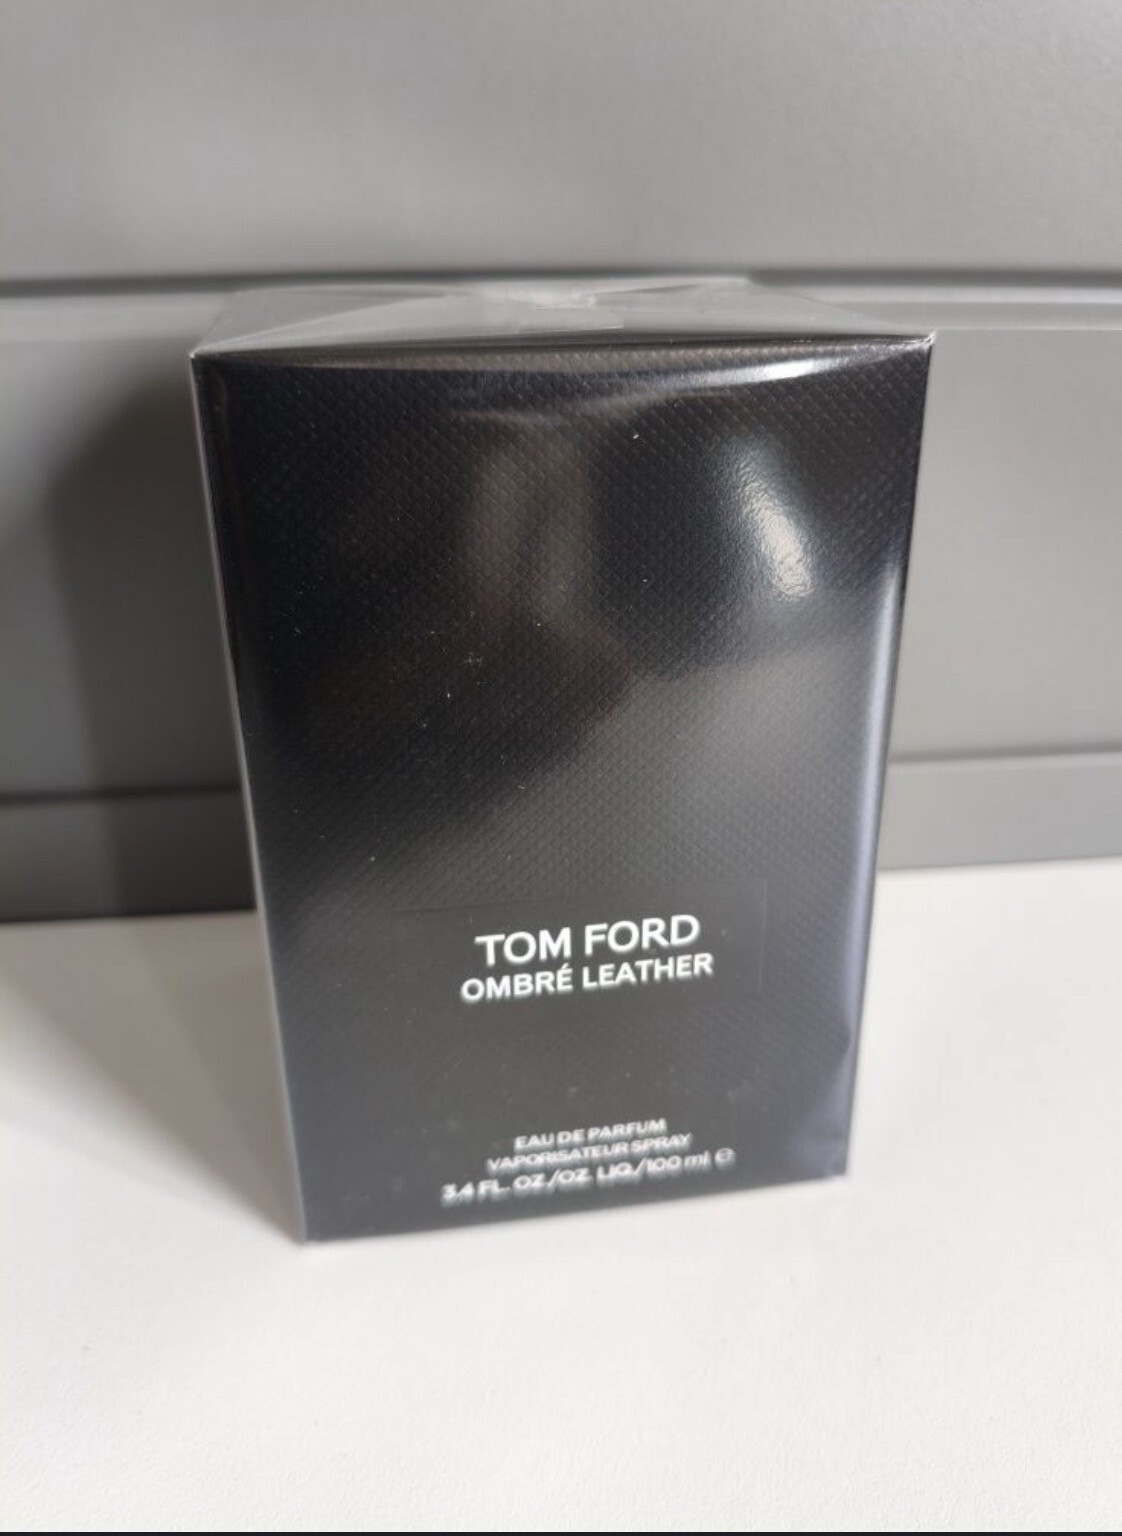 TOM FORD
OMBRÉ LEATHER
EAU DE PARFUM
VAPORISATEUR SPRAY
3.4 FL. OZ./OZ. LIQ./100 ml ℮